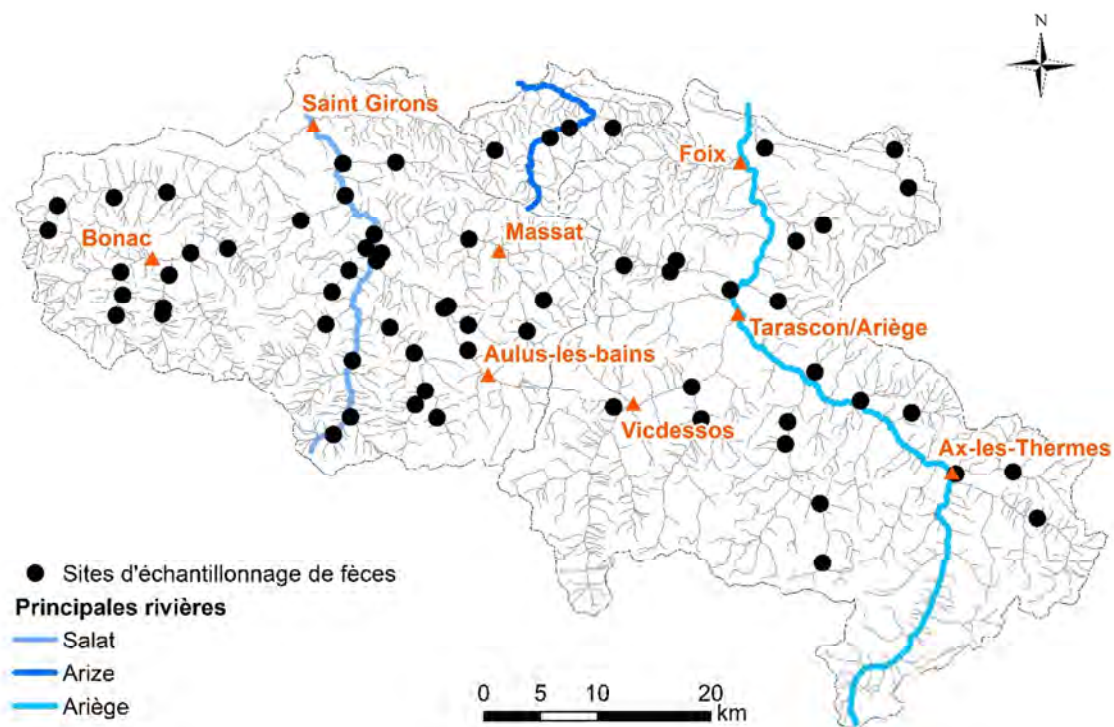 N
Saint Girons
Foix
Massat
Bonac
Tarascon/Ariège
Aulus-les-bains
Vicdessos
Ax-les-Thermes
Sites d'échantillonnage de fèces
Principales rivières
Salat
Arize
Ariège
0 5 10 20
km